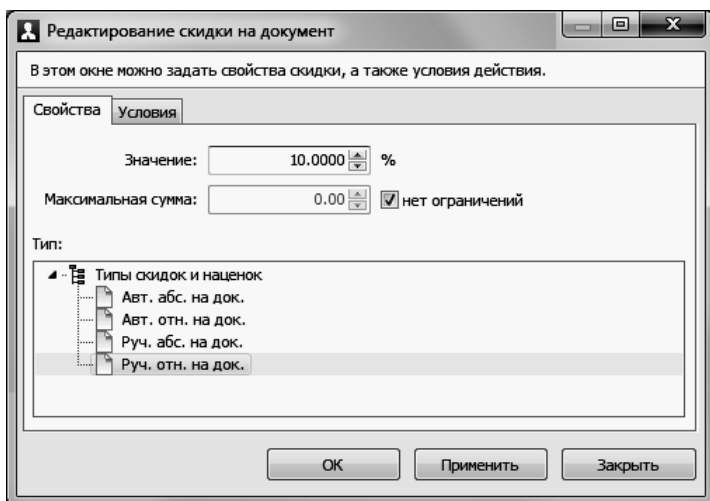 Редактирование скидки на документ
В этом окне можно задать свойства скидки, а также условия действия.
Свойства Условия
Значение: 10.0000 %
Максимальная сумма: 0.00 нет ограничений
Тип:
Типы скидок и наценок
Авт. абс. на док.
Авт. отн. на док.
Руч. абс. на док.
Руч. отн. на док.
ОК Применить Закрыть